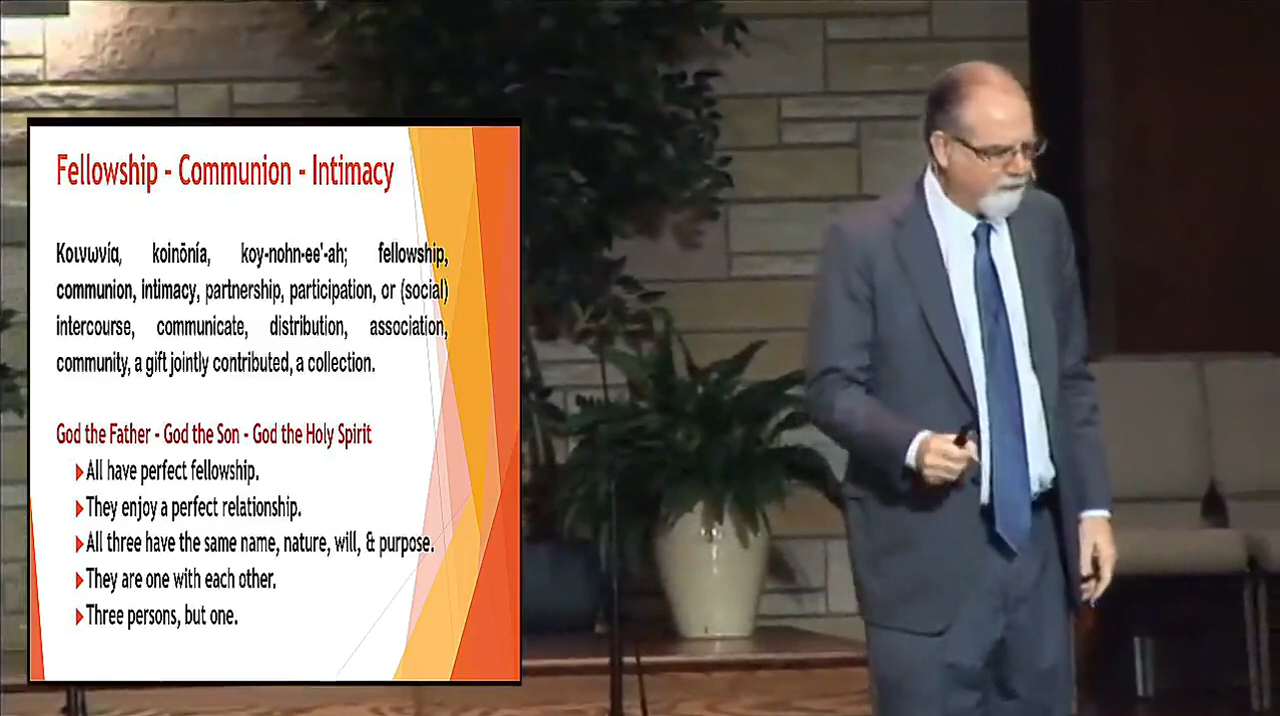 Fellowship - Communion - Intimacy
Κοινωνία, koinōnía, koy-nohn-ee'-ah; fellowship,
communion, intimacy, partnership, participation, or (social)
intercourse, communicate, distribution, association,
community, a gift jointly contributed, a collection.
God the Father - God the Son - God the Holy Spirit
All have perfect fellowship.
They enjoy a perfect relationship.
All three have the same name, nature, will, & purpose.
They are one with each other.
Three persons, but one.